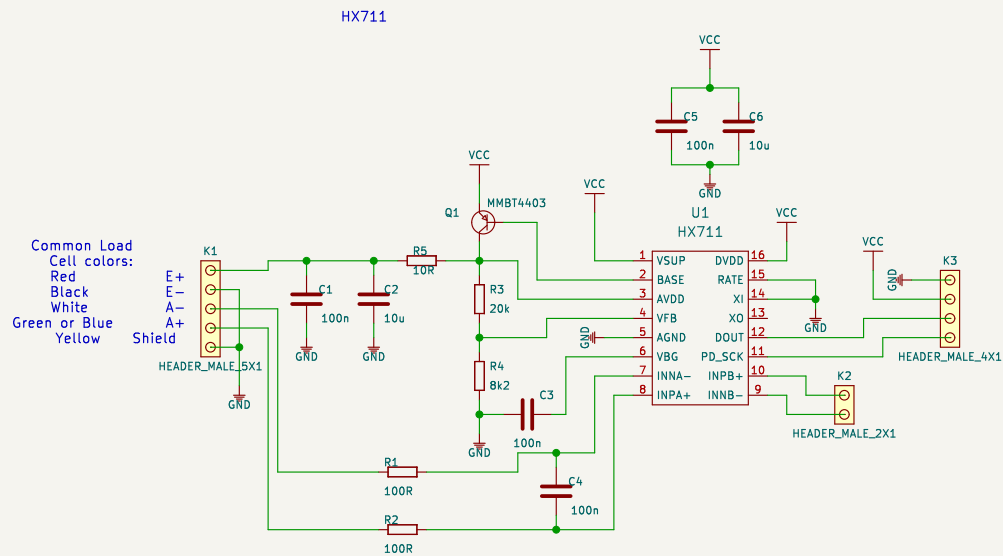 HX711
VCC
C5
C6
100n
10u
GND
VCC
Q1
MMBT4403
VCC
U1
HX711
VCC
Common Load
Cell colors:
Red E+
Black E-
White A-
Green or Blue A+
Yellow Shield
K1
HEADER_MALE_5X1
GND
C1
100n
GND
C2
10u
GND
R5
10R
R3
20k
R4
8k2
GND
C3
100n
GND
1 VSUP
2 BASE
3 AVDD
4 VFB
5 AGND
6 VBG
7 INNA-
8 INPA+
DVDD 16
RATE 15
XI 14
XO 13
DOUT 12
PD_SCK 11
INPB+ 10
INNB- 9
GND
VCC
GND
K3
HEADER_MALE_4X1
K2
HEADER_MALE_2X1
R1
100R
C4
100n
R2
100R